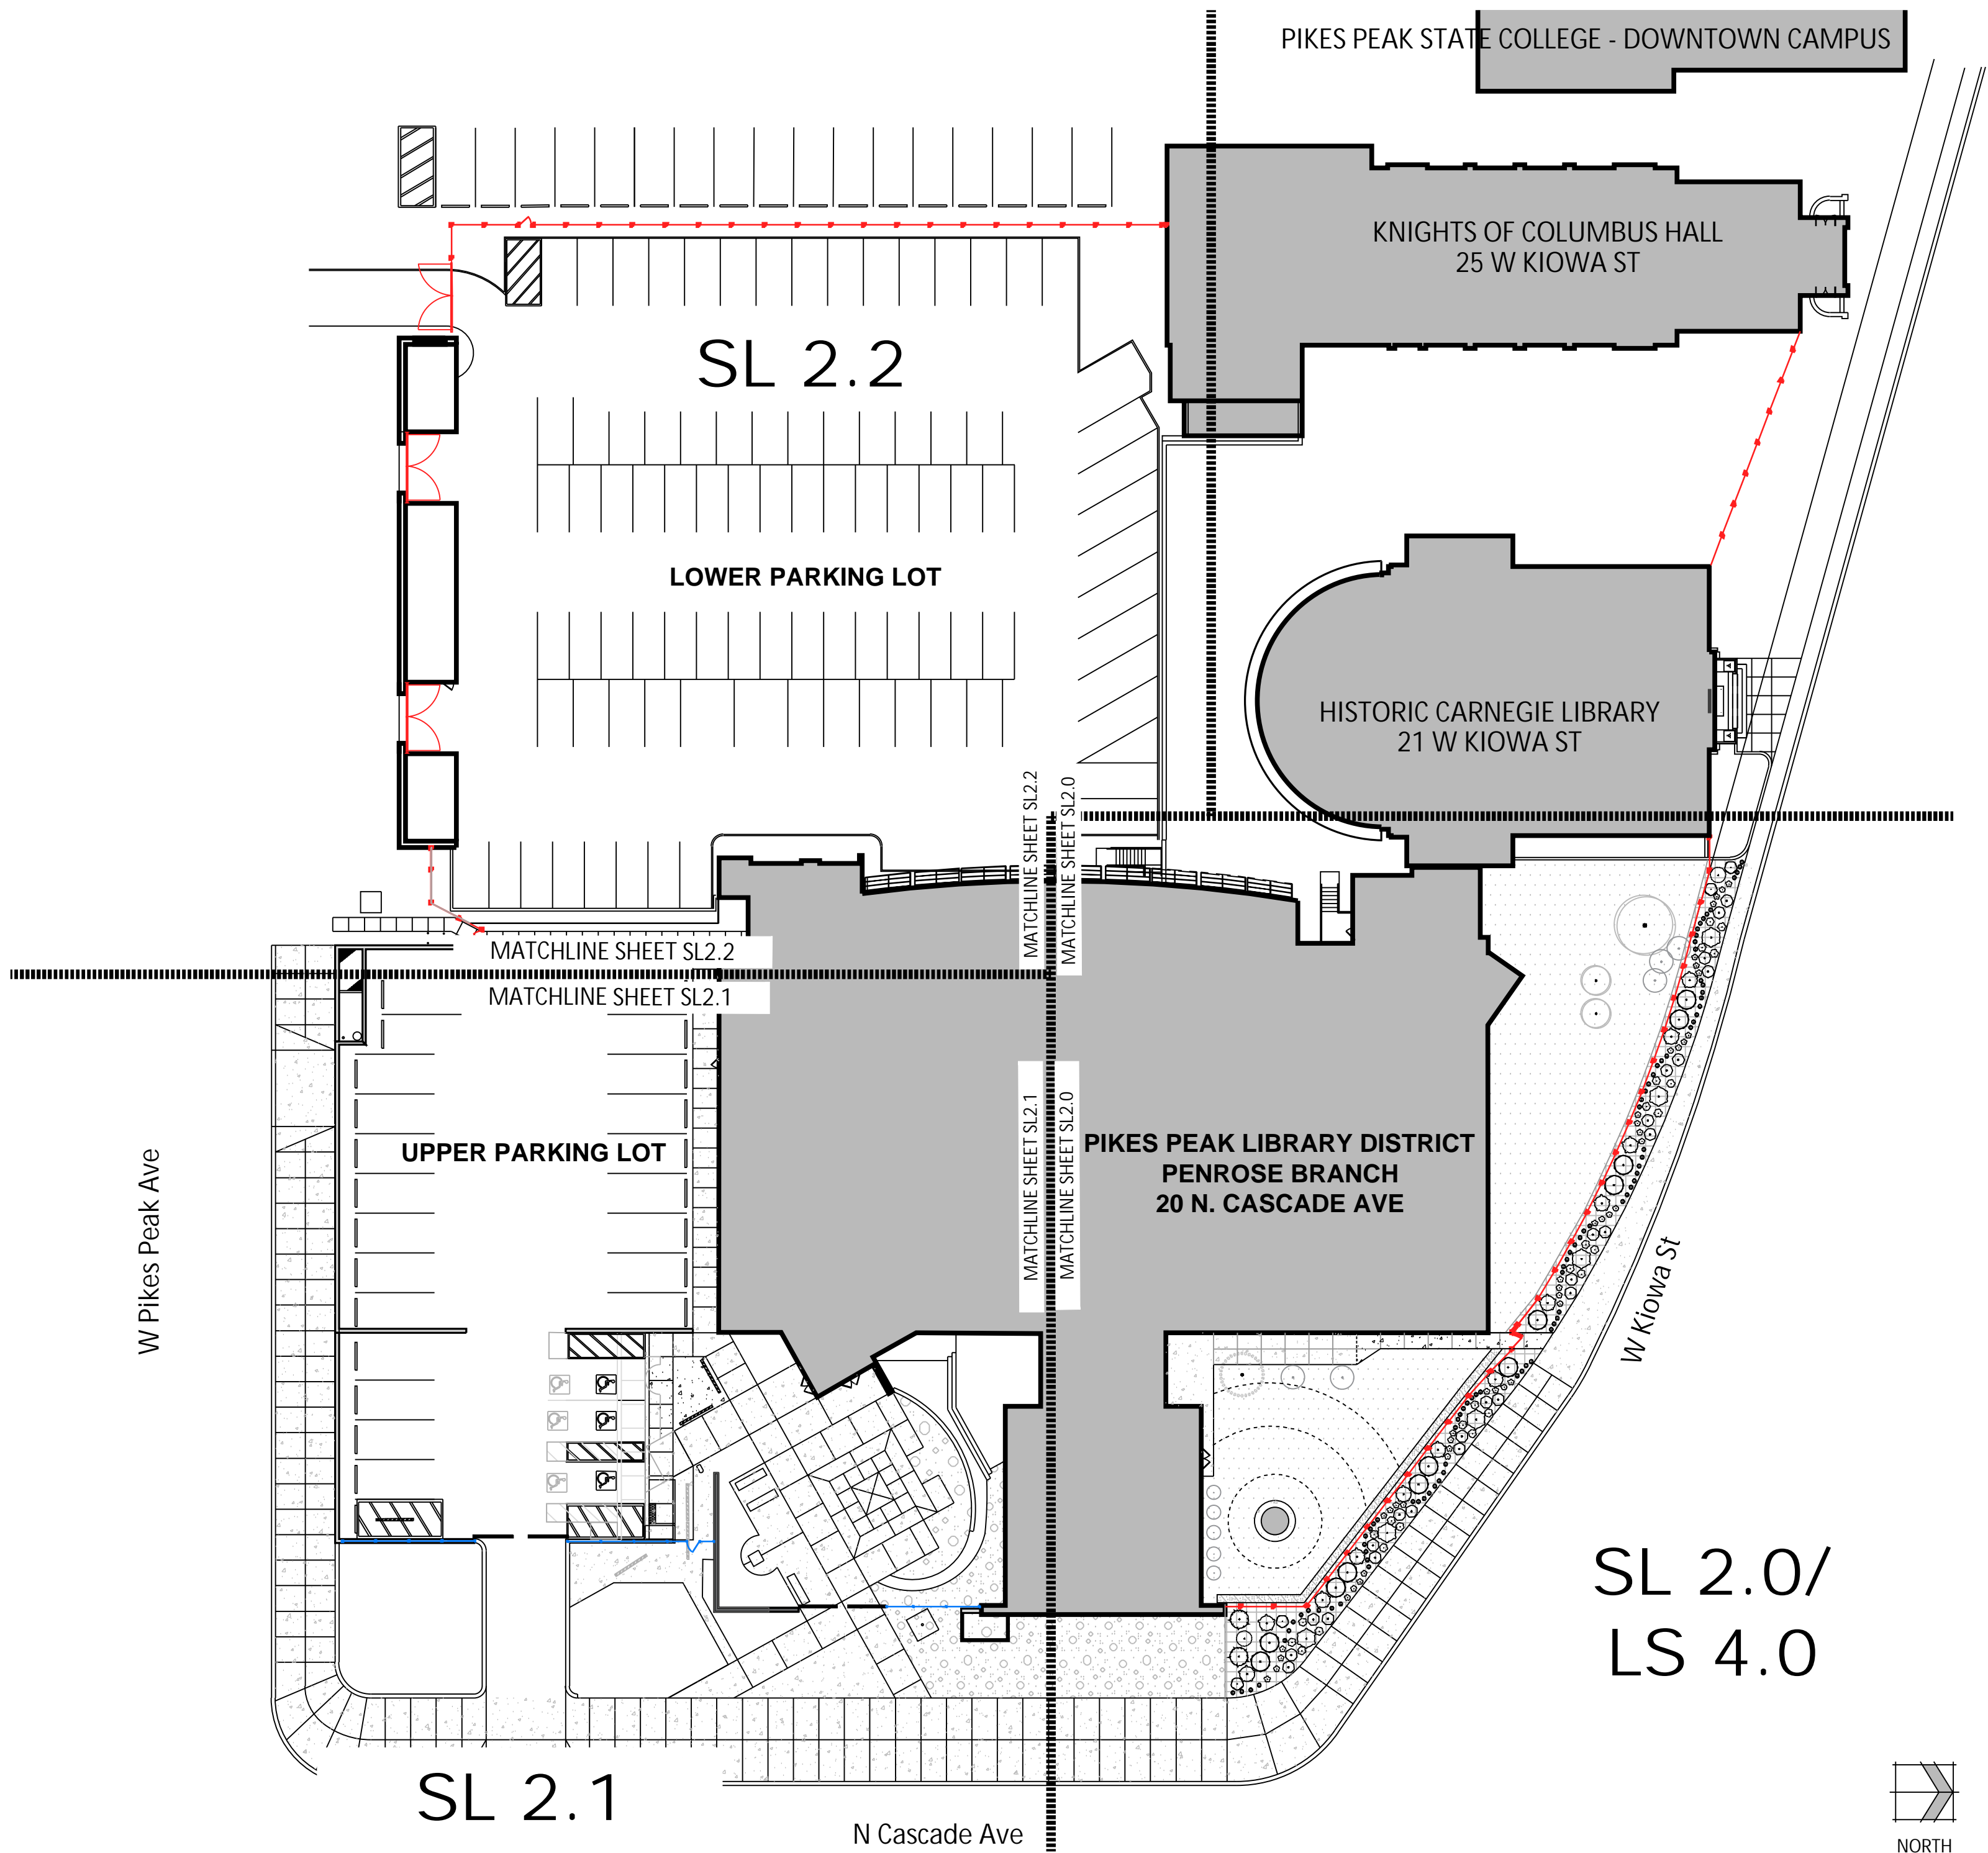 PIKES PEAK STATE COLLEGE - DOWNTOWN CAMPUS
KNIGHTS OF COLUMBUS HALL
25 W KIOWA ST
SL 2.2
LOWER PARKING LOT
HISTORIC CARNEGIE LIBRARY
21 W KIOWA ST
MATCHLINE SHEET SL2.2
MATCHLINE SHEET SL2.0
MATCHLINE SHEET SL2.2
MATCHLINE SHEET SL2.1
MATCHLINE SHEET SL2.1
MATCHLINE SHEET SL2.0
UPPER PARKING LOT
PIKES PEAK LIBRARY DISTRICT
PENROSE BRANCH
20 N. CASCADE AVE
W Pikes Peak Ave
W Kiowa St
SL 2.0/
LS 4.0
SL 2.1
N Cascade Ave
NORTH